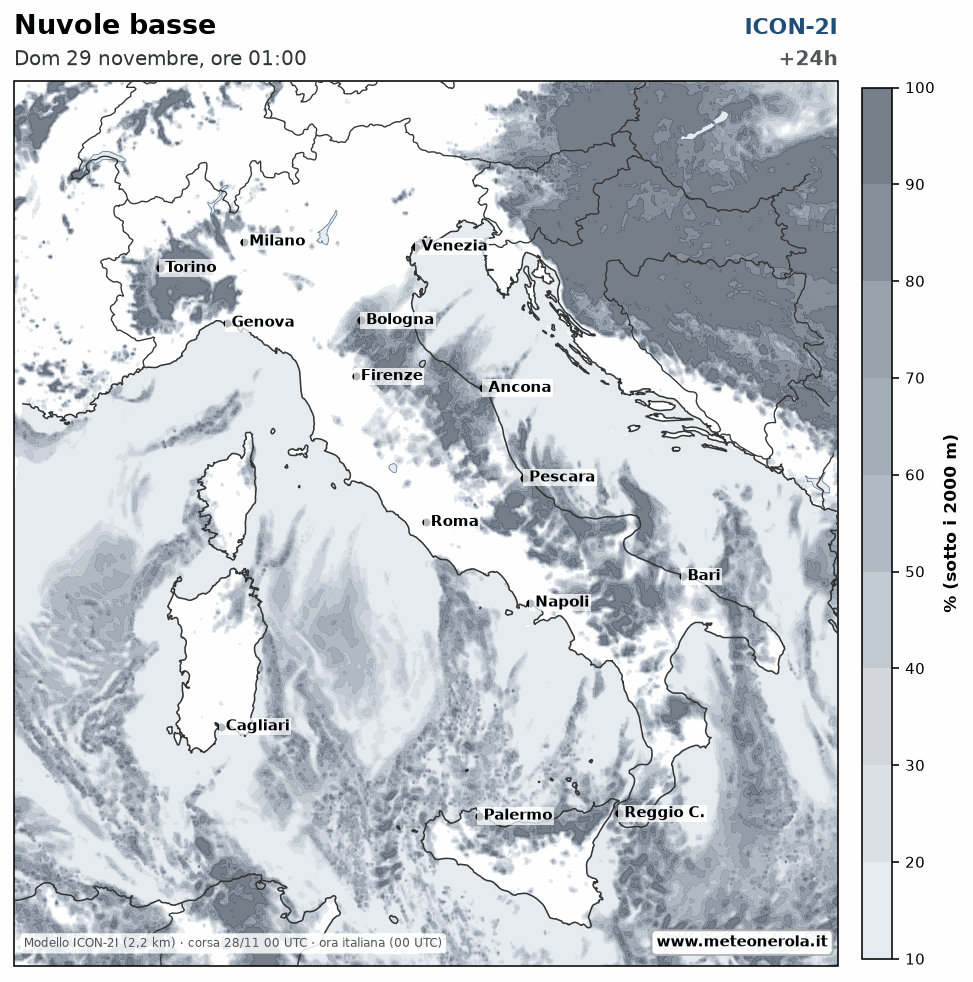 Nuvole basse
ICON-2I
Dom 29 novembre, ore 01:00
+24h
100
90
80
70
60
50
40
30
20
10
% (sotto i 2000 m)
Milano
Venezia
Torino
Genova
Bologna
Firenze
Ancona
Pescara
Roma
Bari
Napoli
Cagliari
Palermo
Reggio C.
Modello ICON-2I (2,2 km) · corsa 28/11 00 UTC · ora italiana (00 UTC)
www.meteonerola.it